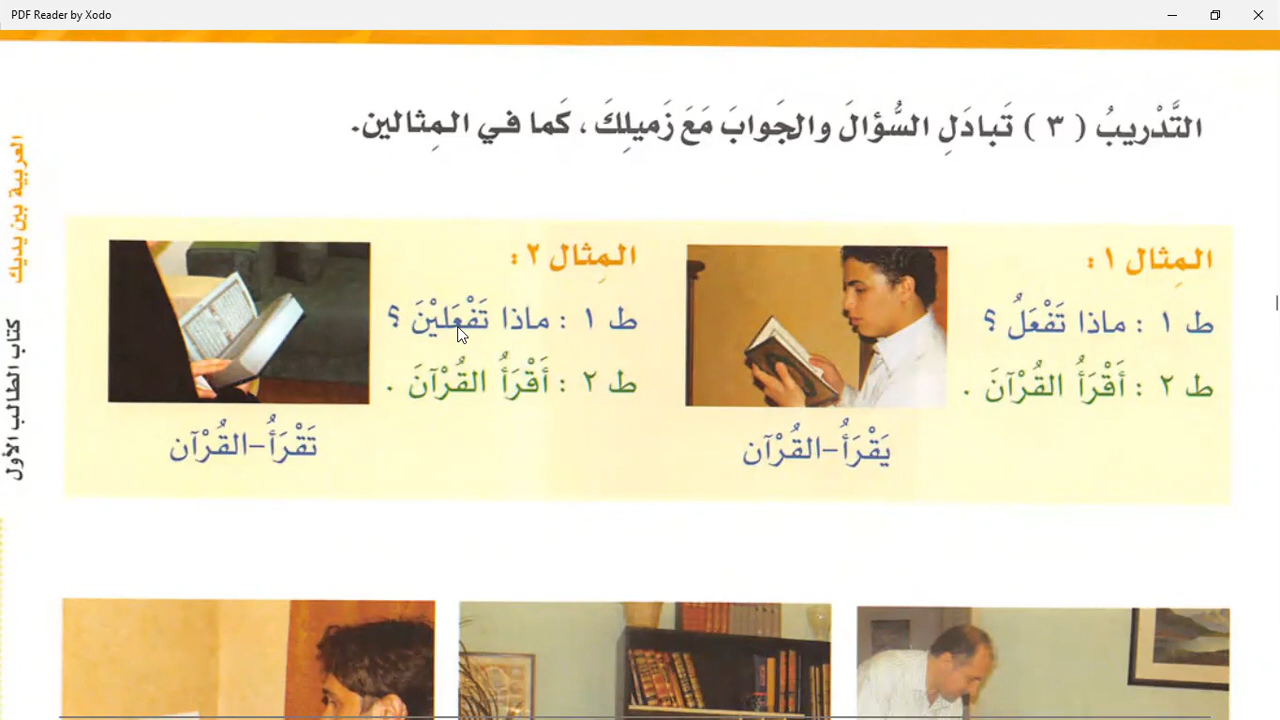 PDF Reader by Xodo
التَّدْريبُ ( ٣ ) تَبادَلِ السُّؤالَ والجَوابَ مَعَ زَميلِكَ ، كَما في المِثالين.
المِثال ١ :
ط ١ : ماذا تَفْعَلُ ؟
ط ٢ : أَقْرَأُ القُرْآنَ .
يَقْرَأُ-القُرْآن
المِثال ٢ :
ط ١ : ماذا تَفْعَليْنَ ؟
ط ٢ : أَقْرَأُ القُرْآنَ .
تَقْرَأُ-القُرْآن
العربية بين يديك
كتاب الطالب الأول